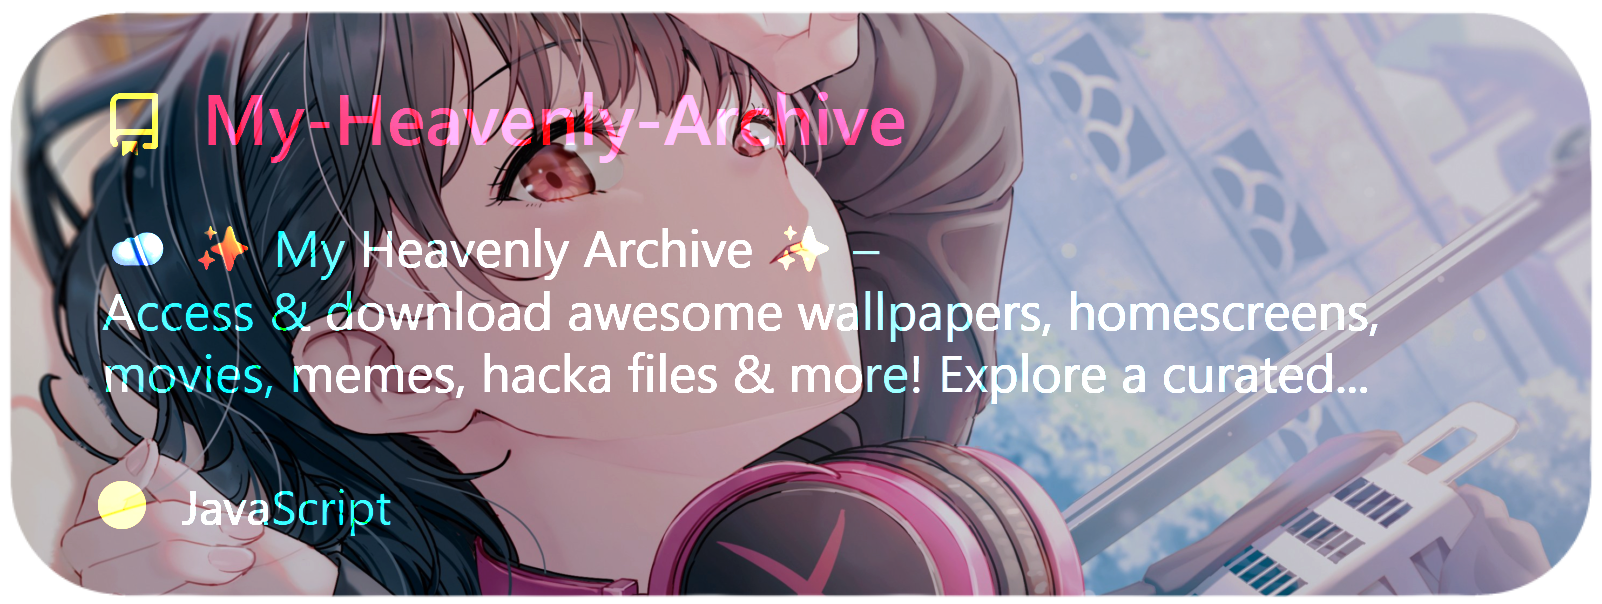 My-Heavenly-Archive
☁️ ✨ My Heavenly Archive ✨ –
Access & download awesome wallpapers, homescreens,
movies, memes, hacka files & more! Explore a curated...
JavaScript